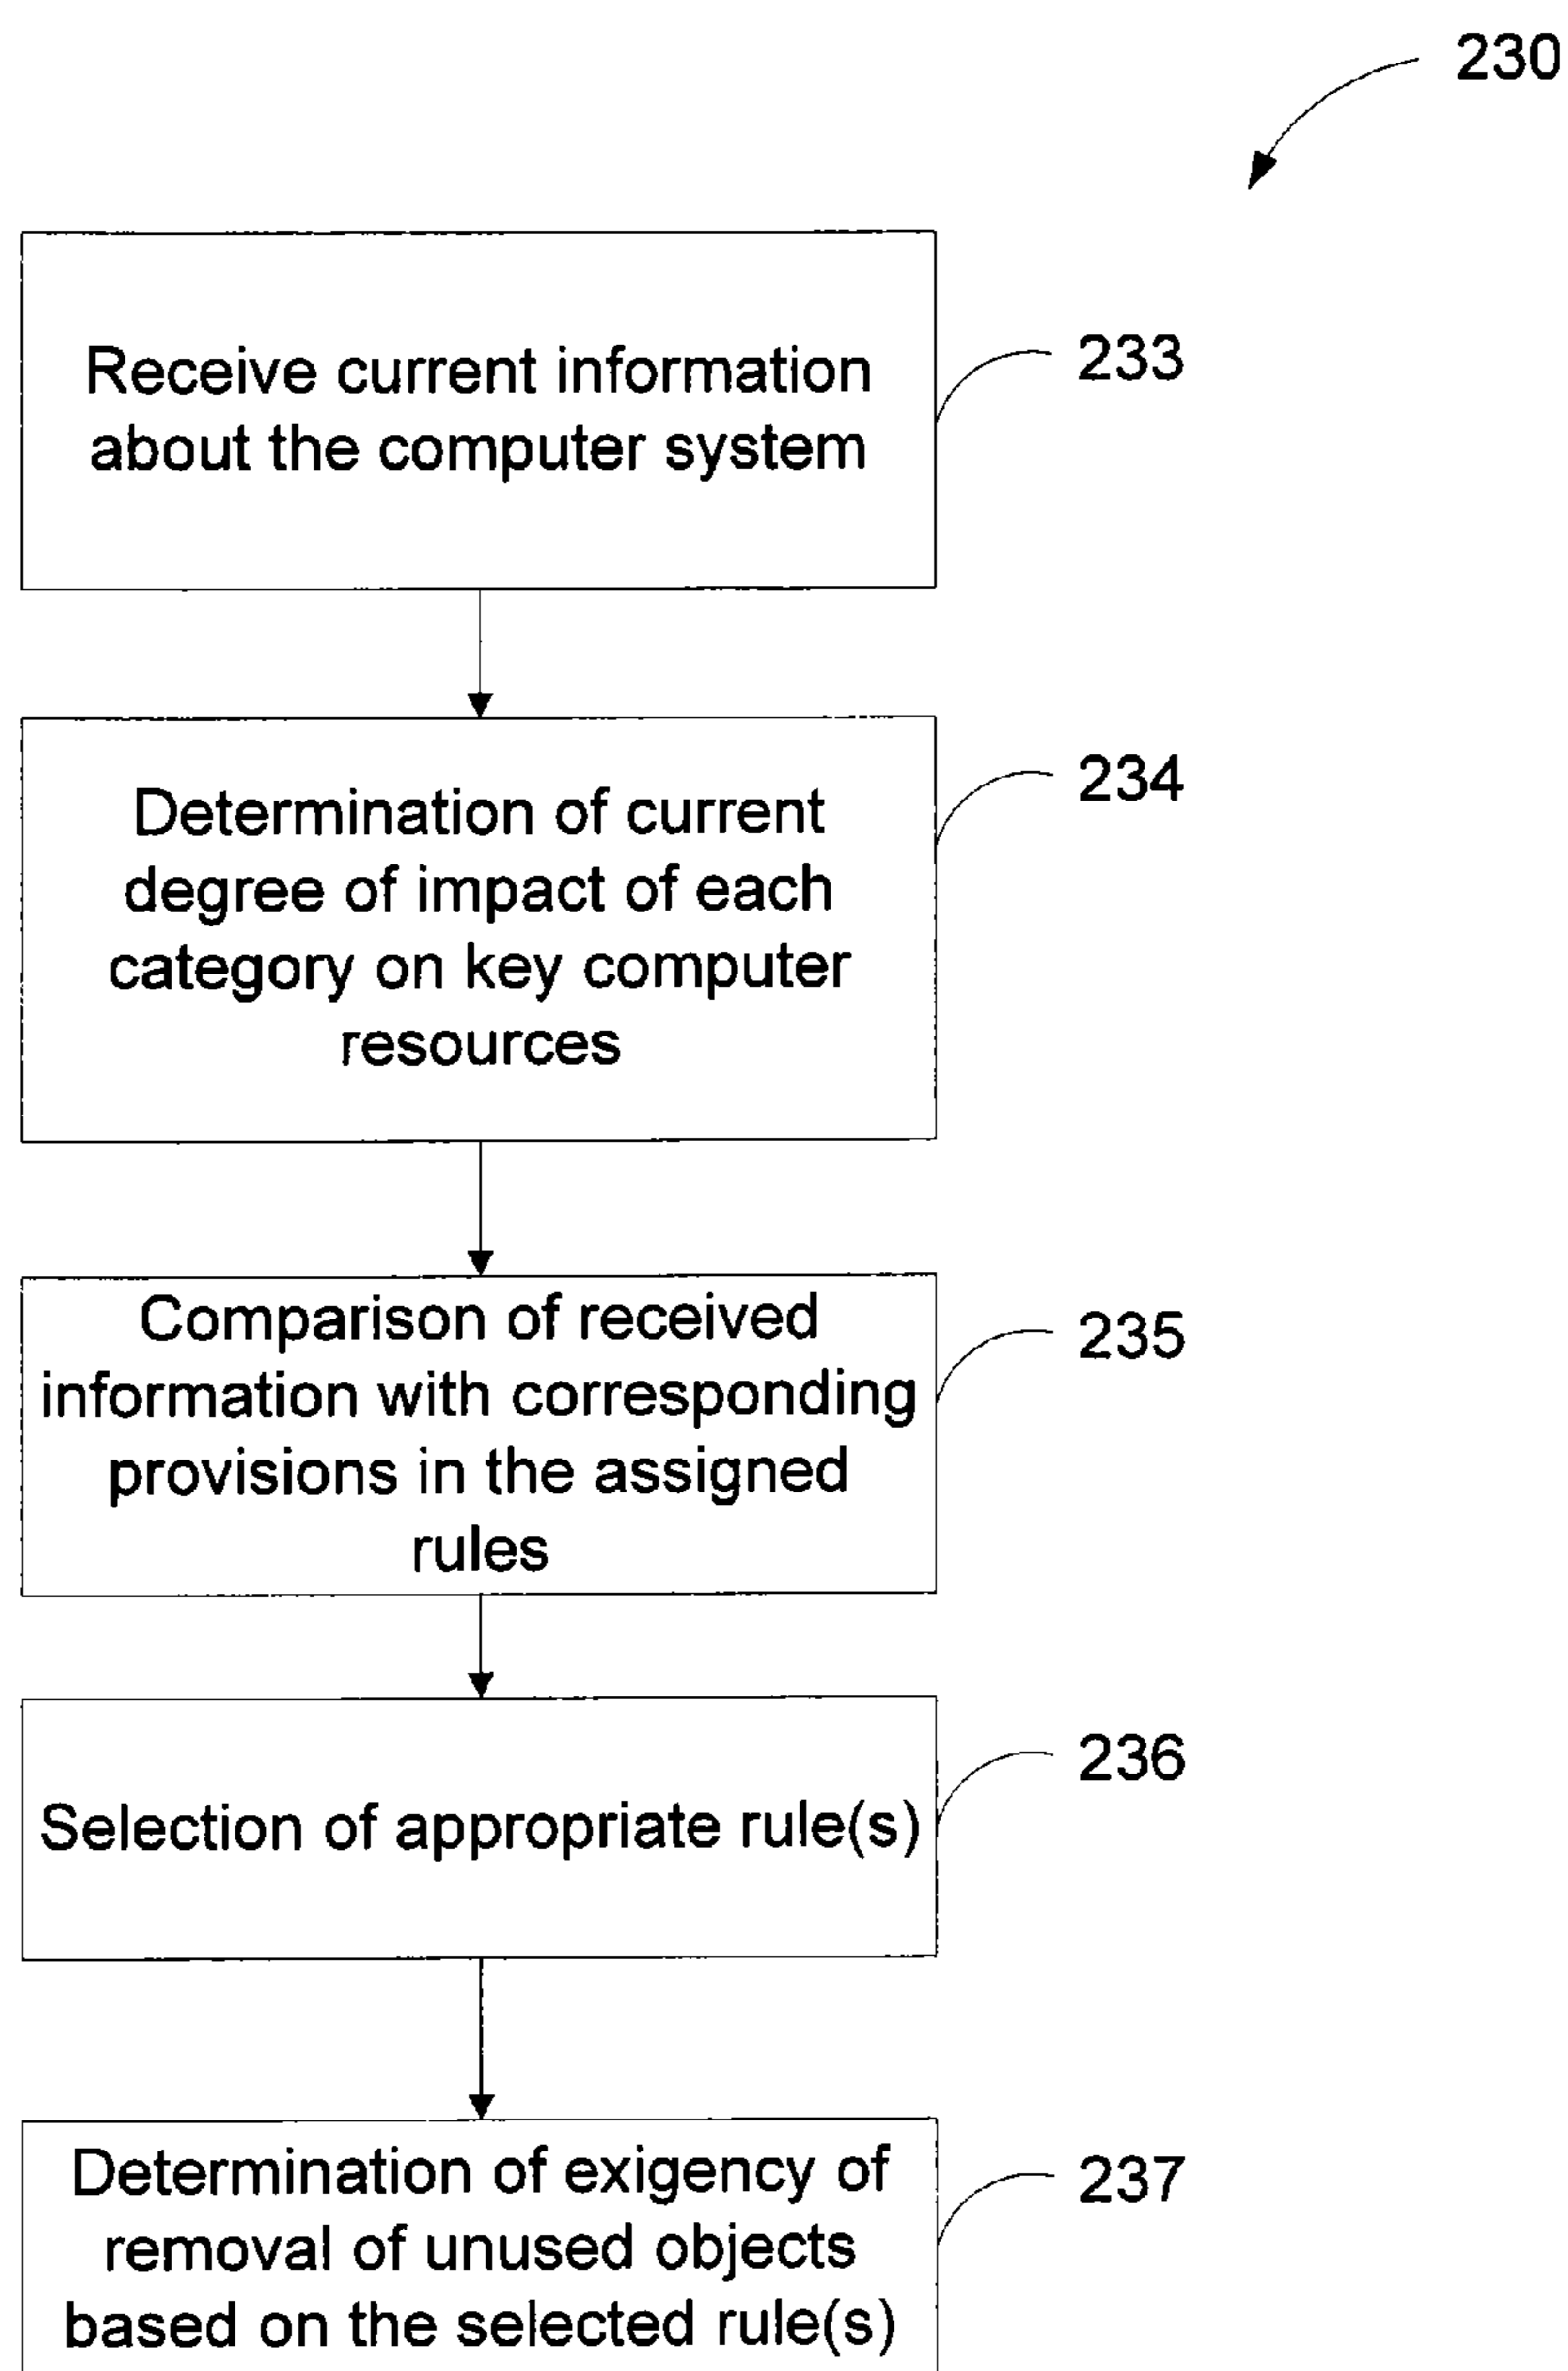 230
Receive current information
about the computer system
233
Determination of current
degree of impact of each
category on key computer
resources
234
Comparison of received
information with corresponding
provisions in the assigned
rules
235
Selection of appropriate rule(s)
236
Determination of exigency of
removal of unused objects
based on the selected rule(s)
237